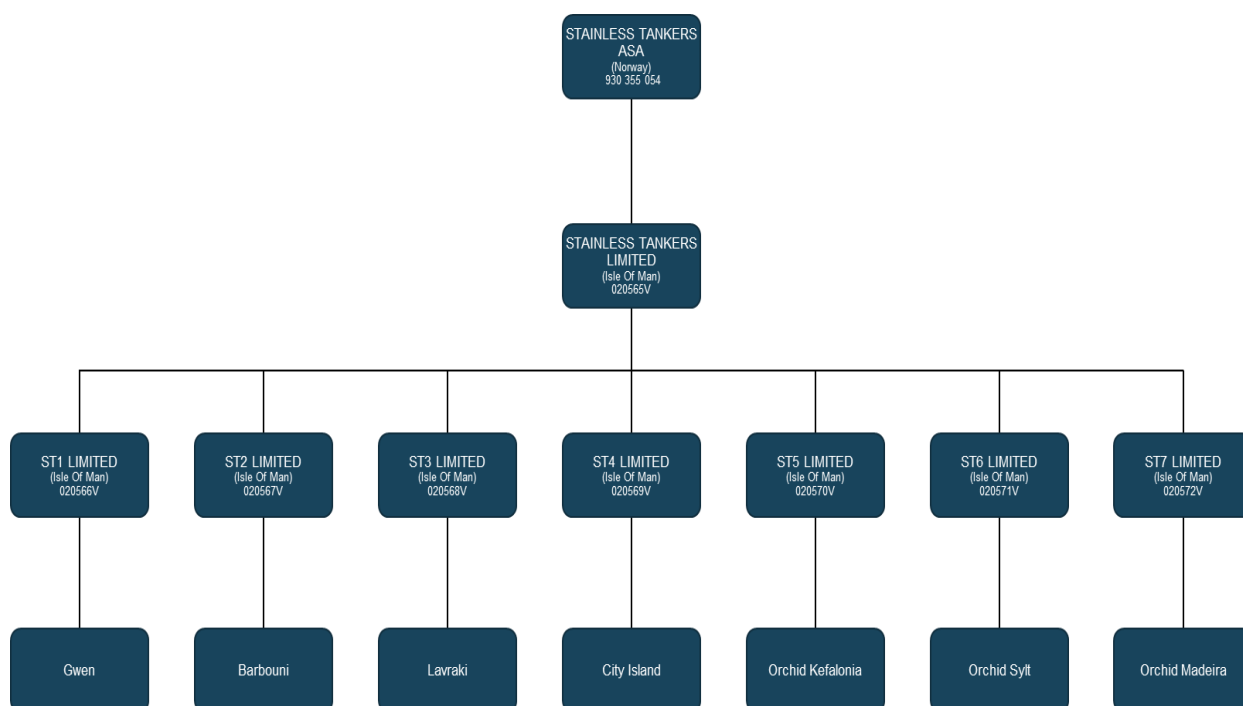 STAINLESS TANKERS
ASA
(Norway)
930 355 054
STAINLESS TANKERS
LIMITED
(Isle Of Man)
020565V
ST1 LIMITED
(Isle Of Man)
020566V
ST2 LIMITED
(Isle Of Man)
020567V
ST3 LIMITED
(Isle Of Man)
020568V
ST4 LIMITED
(Isle Of Man)
020569V
ST5 LIMITED
(Isle Of Man)
020570V
ST6 LIMITED
(Isle Of Man)
020571V
ST7 LIMITED
(Isle Of Man)
020572V
Gwen
Barbouni
Lavraki
City Island
Orchid Kefalonia
Orchid Sylt
Orchid Madeira